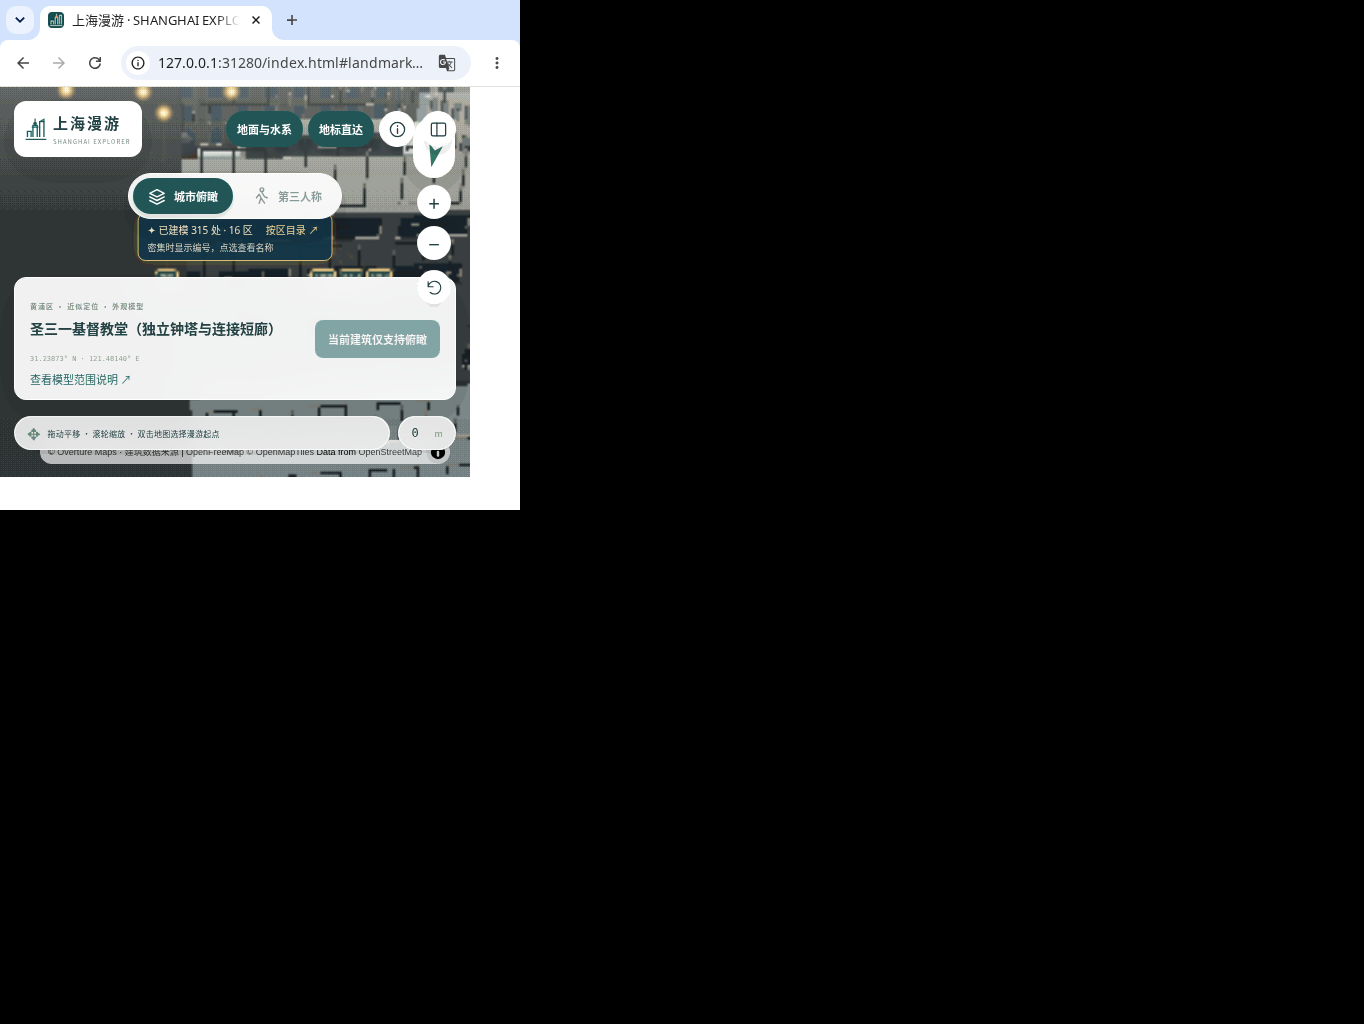 上海漫游 · SHANGHAI EXPLO
127.0.0.1:31280/index.html#landmark...
上海漫游
SHANGHAI EXPLORER
地面与水系
地标直达
城市俯瞰
第三人称
✦ 已建模 315 处 · 16 区 按区目录 ↗
密集时显示编号，点选查看名称
黄浦区 · 近似定位 · 外观模型
圣三一基督教堂（独立钟塔与连接短廊）
当前建筑仅支持俯瞰
31.23873° N · 121.48140° E
查看模型范围说明 ↗
拖动平移 · 滚轮缩放 · 双击地图选择漫游起点
0 m
© Overture Maps · 建筑数据来源 | OpenFreeMap © OpenMapTiles Data from OpenStreetMap